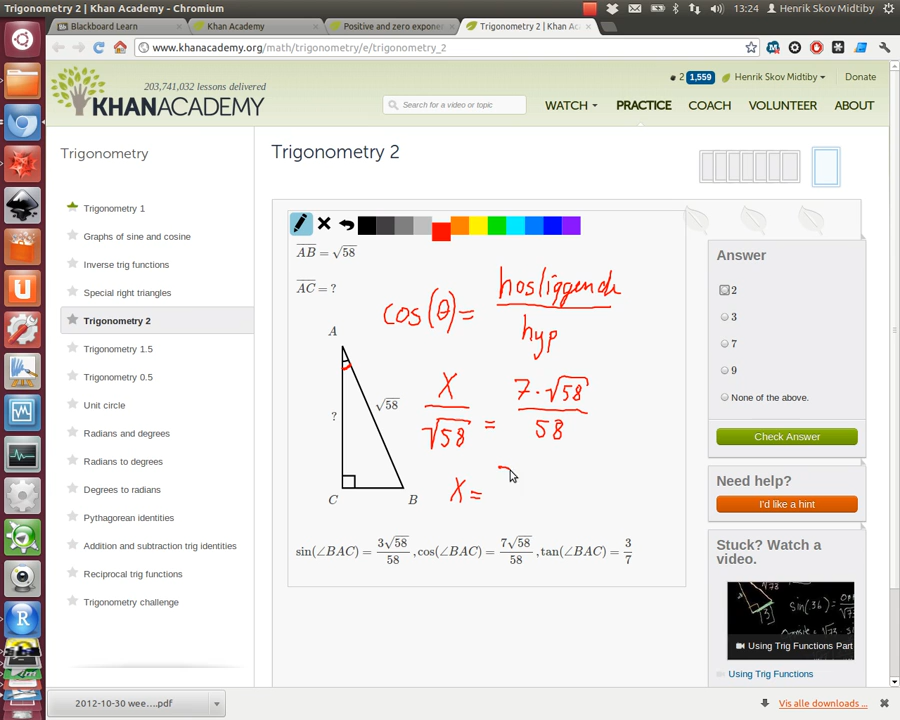 Trigonometry 2 | Khan Academy - Chromium
13:24 Henrik Skov Midtiby
Blackboard Learn
Khan Academy
Positive and zero expone
Trigonometry 2 | Khan Ac
www.khanacademy.org/math/trigonometry/e/trigonometry_2
203,741,032 lessons delivered
KHANACADEMY
Search for a video or topic
2 1,559 Henrik Skov Midtiby Donate
WATCH PRACTICE COACH VOLUNTEER ABOUT
Trigonometry
Trigonometry 1
Graphs of sine and cosine
Inverse trig functions
Special right triangles
Trigonometry 2
Trigonometry 1.5
Trigonometry 0.5
Unit circle
Radians and degrees
Radians to degrees
Degrees to radians
Pythagorean identities
Addition and subtraction trig identities
Reciprocal trig functions
Trigonometry challenge
Trigonometry 2
AB = √58
AC = ?
cos(θ) = hosliggende / hyp
A
? √58
C B
X / √58 = 7·√58 / 58
X =
sin(∠BAC) = 3√58/58, cos(∠BAC) = 7√58/58, tan(∠BAC) = 3/7
Answer
2
3
7
9
None of the above.
Check Answer
Need help?
I'd like a hint
Stuck? Watch a
video.
Using Trig Functions Part
Using Trig Functions
2012-10-30 wee....pdf
Vis alle downloads...